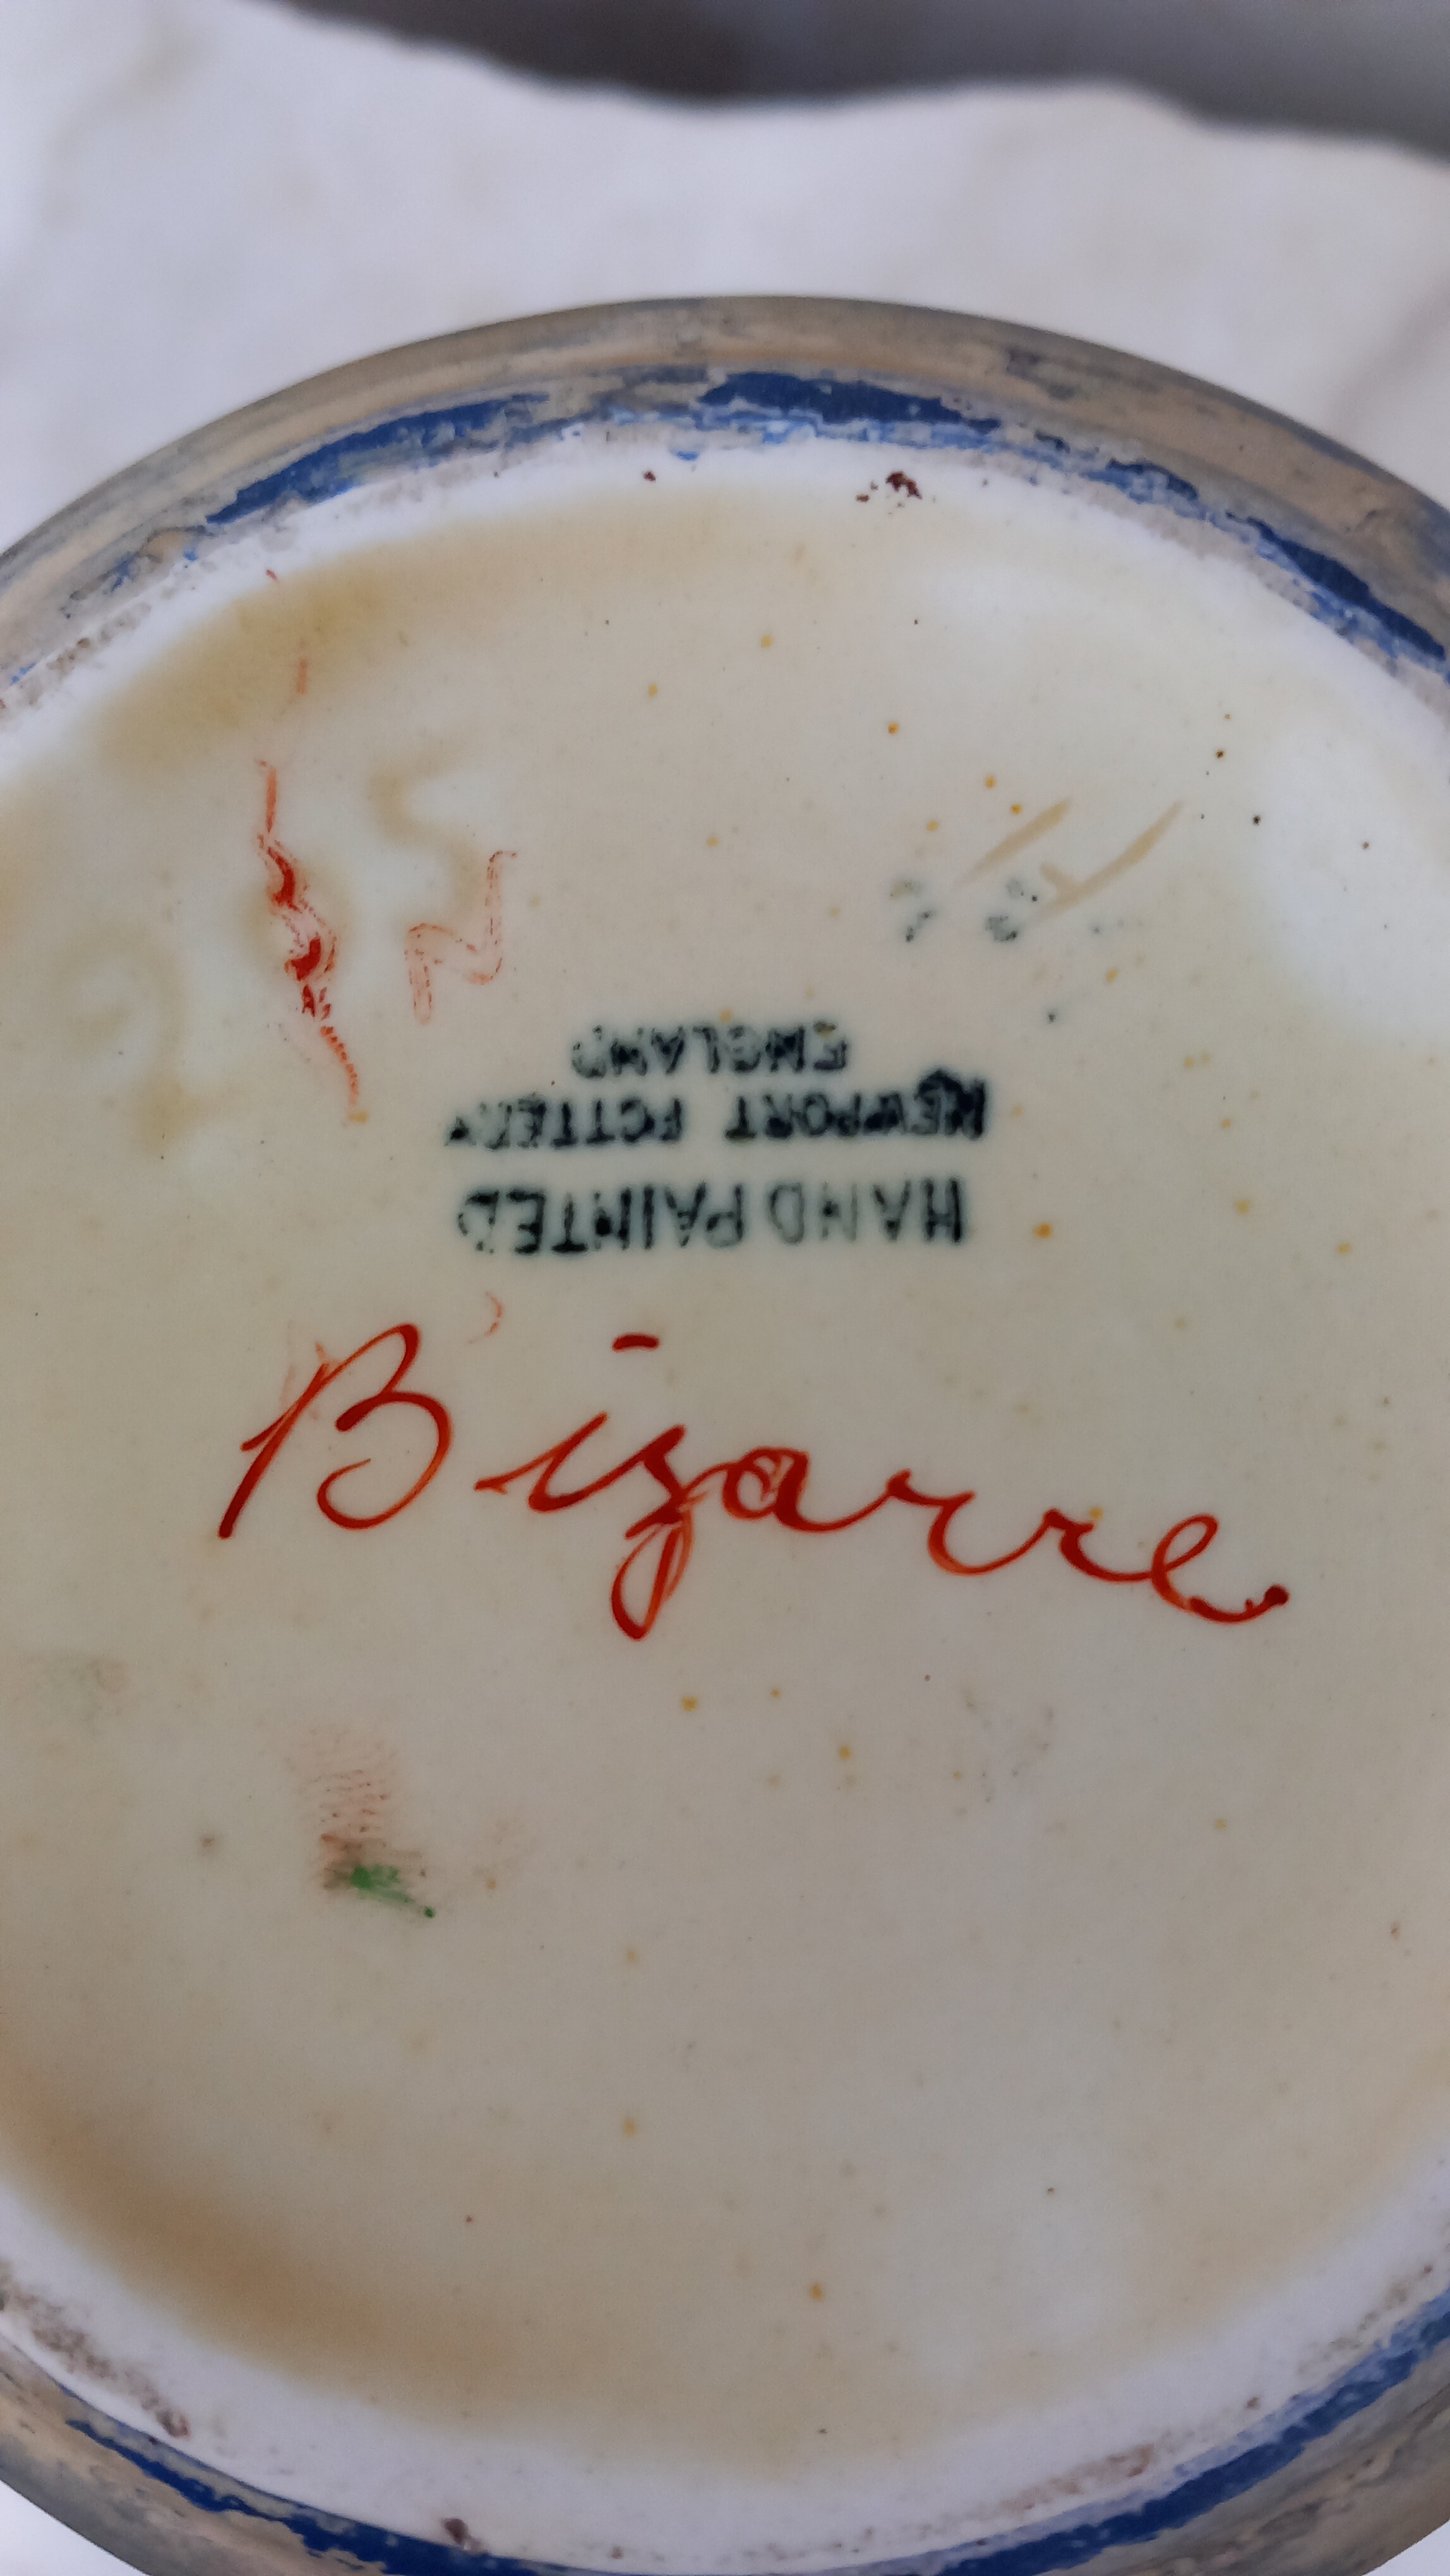 HAND PAINTED
NEWPORT POTTERY
ENGLAND
Bizarre